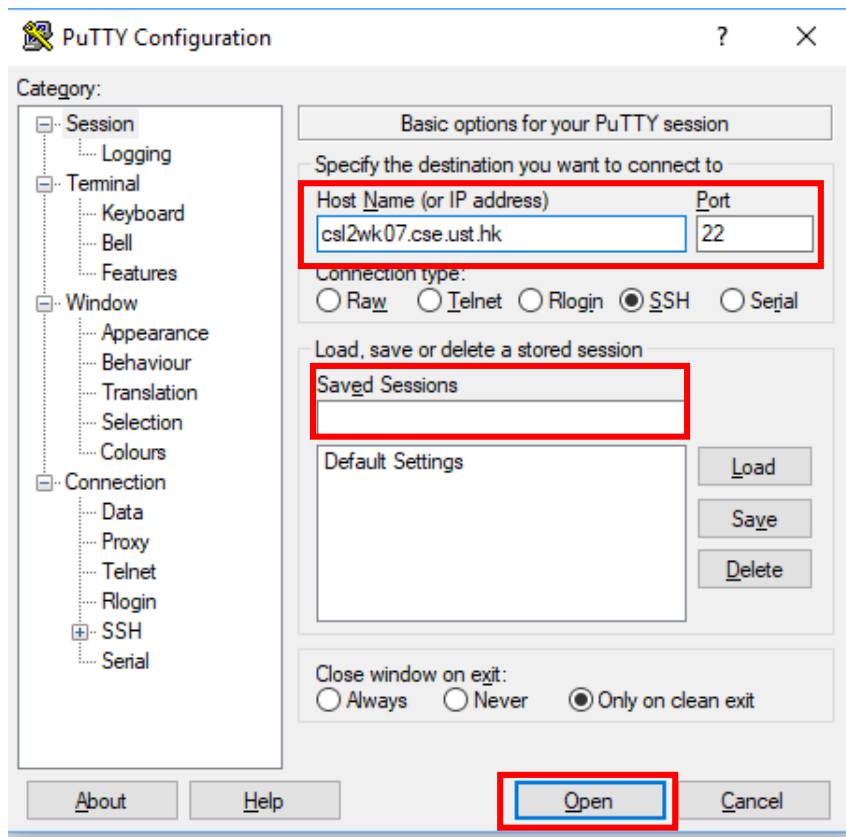 PuTTY Configuration
?
Category:
Session
Logging
Terminal
Keyboard
Bell
Features
Window
Appearance
Behaviour
Translation
Selection
Colours
Connection
Data
Proxy
Telnet
Rlogin
SSH
Serial
Basic options for your PuTTY session
Specify the destination you want to connect to
Host Name (or IP address) Port
csl2wk07.cse.ust.hk 22
Connection type:
Raw Telnet Rlogin SSH Serial
Load, save or delete a stored session
Saved Sessions
Default Settings
Load
Save
Delete
Close window on exit:
Always Never Only on clean exit
About Help Open Cancel